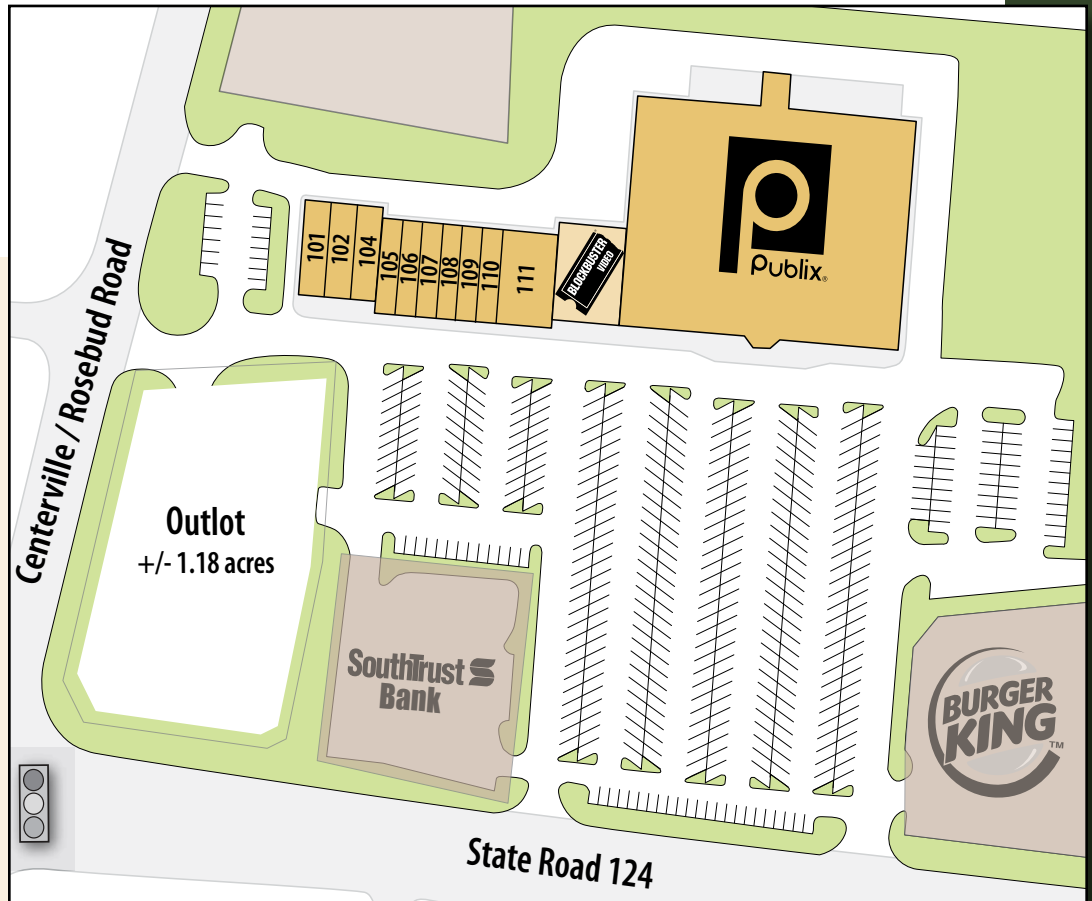 Publix®
101
102
104
105
106
107
108
109
110
111
BLOCKBUSTER
VIDEO
Centerville / Rosebud Road
Outlot
+/- 1.18 acres
SouthTrust
Bank
BURGER
KING™
State Road 124